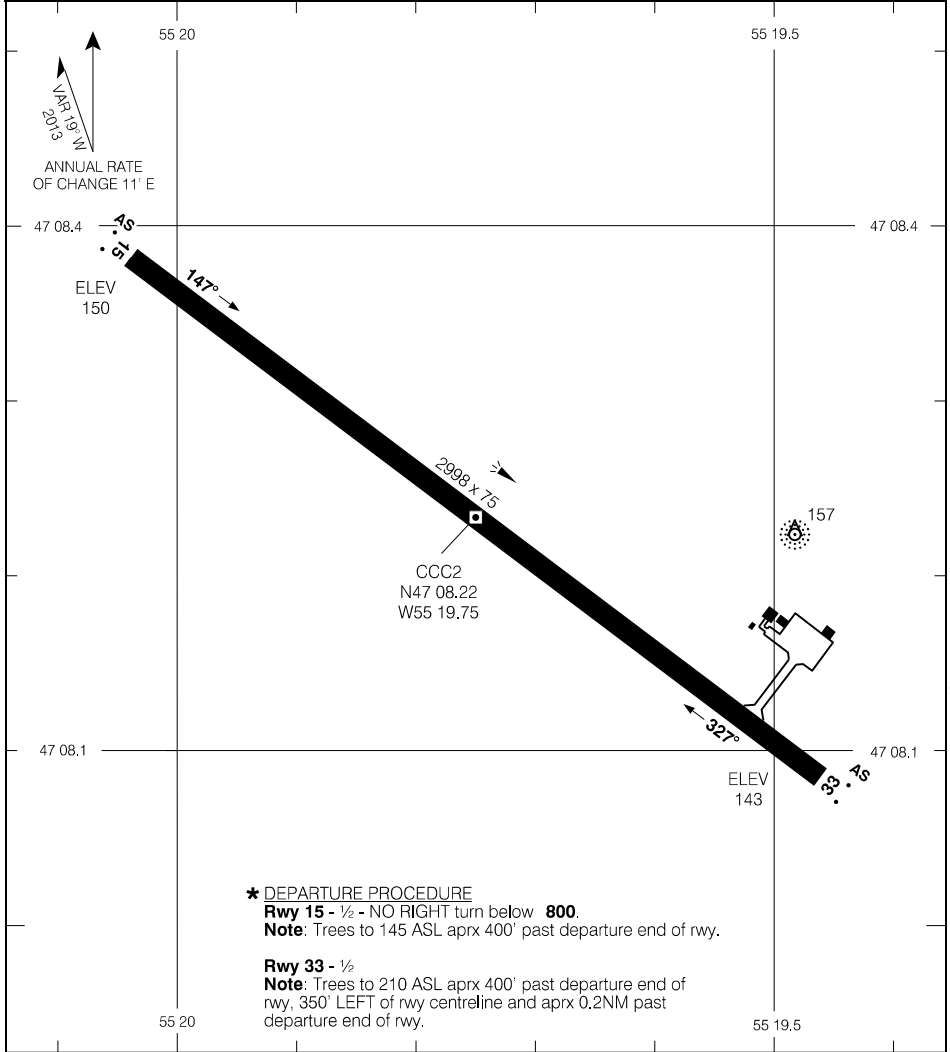 55 20
55 19.5
VAR 19° W
2013
ANNUAL RATE
OF CHANGE 11' E
47 08.4
47 08.4
AS
15
ELEV
150
147°
2998 x 75
157
CCC2
N47 08.22
W55 19.75
327°
47 08.1
47 08.1
ELEV
143
33
AS
* DEPARTURE PROCEDURE
Rwy 15 - ½ - NO RIGHT turn below 800.
Note: Trees to 145 ASL aprx 400' past departure end of rwy.
Rwy 33 - ½
Note: Trees to 210 ASL aprx 400' past departure end of
rwy, 350' LEFT of rwy centreline and aprx 0.2NM past
departure end of rwy.
55 20
55 19.5